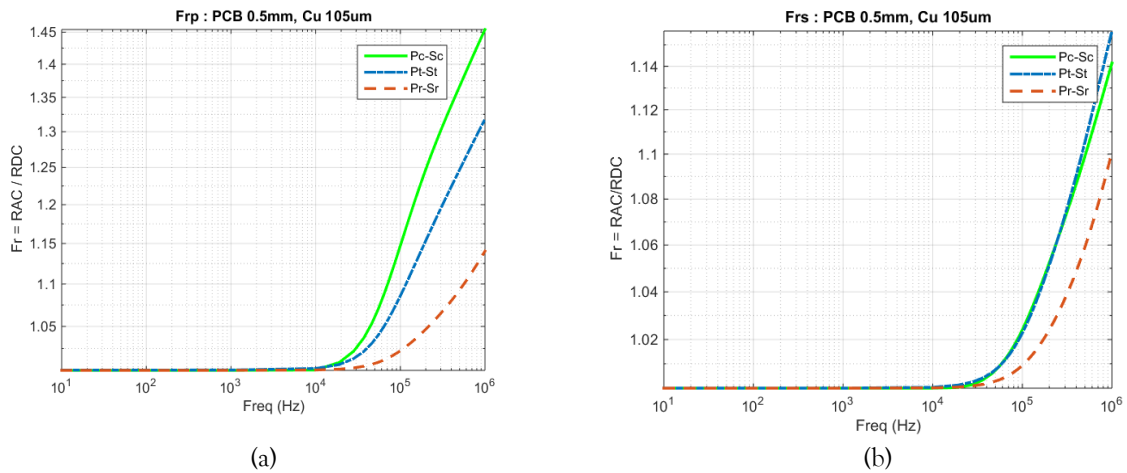 Frp : PCB 0.5mm, Cu 105um
1.45
1.4
1.35
1.3
1.25
1.2
1.15
1.1
1.05
Fr = RAC / RDC
Pc-Sc
Pt-St
Pr-Sr
10^1 10^2 10^3 10^4 10^5 10^6
Freq (Hz)
(a)
Frs : PCB 0.5mm, Cu 105um
1.14
1.12
1.1
1.08
1.06
1.04
1.02
Fr = RAC/RDC
Pc-Sc
Pt-St
Pr-Sr
10^1 10^2 10^3 10^4 10^5 10^6
Freq (Hz)
(b)